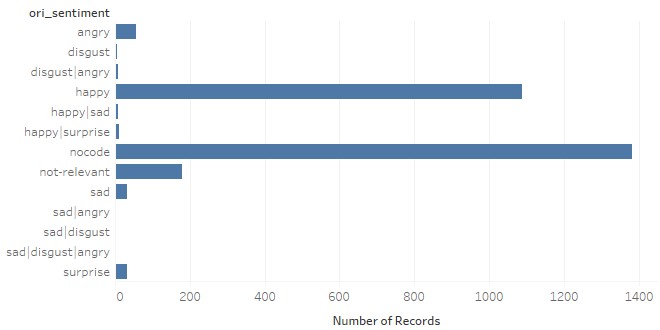 ori_sentiment
angry
disgust
disgust|angry
happy
happy|sad
happy|surprise
nocode
not-relevant
sad
sad|angry
sad|disgust
sad|disgust|angry
surprise
0 200 400 600 800 1000 1200 1400
Number of Records